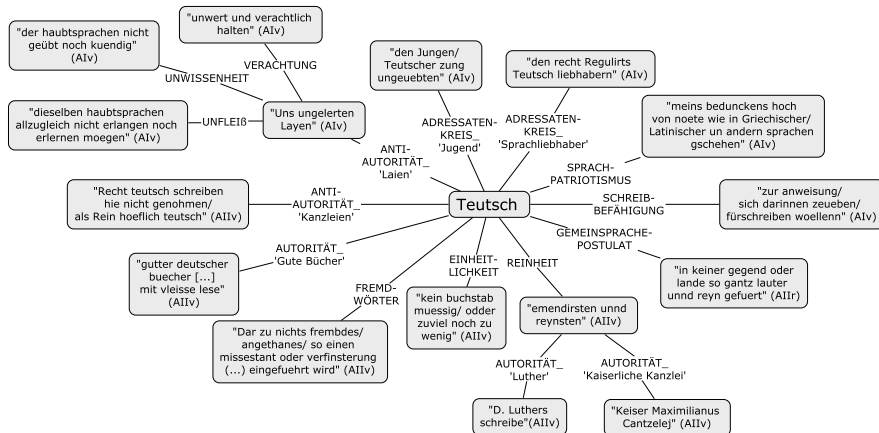 "unwert und verachtlich
halten" (AIv)
"der haubtsprachen nicht
geübt noch kuendig"
(AIv)
"den Jungen/
Teutscher zung
ungeuebten" (AIv)
"den recht Regulirts
Teutsch liebhabern" (AIv)
UNWISSENHEIT
VERACHTUNG
"dieselben haubtsprachen
allzugleich nicht erlangen noch
erlernen moegen" (AIv)
UNFLEIß
"Uns ungelerten
Layen" (AIv)
ADRESSATEN-
KREIS_
'Jugend'
ADRESSATEN-
KREIS_
'Sprachliebhaber'
"meins bedunckens hoch
von noete wie in Griechischer/
Latinischer un andern sprachen
gschehen" (AIv)
ANTI-
AUTORITÄT_
'Laien'
SPRACH-
PATRIOTISMUS
"Recht teutsch schreiben
hie nicht genohmen/
als Rein hoeflich teutsch" (AIIv)
ANTI-
AUTORITÄT_
'Kanzleien'
Teutsch
SCHREIB-
BEFÄHIGUNG
"zur anweisung/
sich darinnen zeueben/
fürschreiben woellenn" (AIv)
AUTORITÄT_
'Gute Bücher'
GEMEINSPRACHE-
POSTULAT
"gutter deutscher
buecher [...]
mit vleisse lese"
(AIIv)
FREMD-
WÖRTER
EINHEIT-
LICHKEIT
REINHEIT
"in keiner gegend oder
lande so gantz lauter
unnd reyn gefuert" (AIIr)
"Dar zu nichts frembdes/
angethanes/ so einen
missestant oder verfinsterung
(...) eingefuehrt wird" (AIIv)
"kein buchstab
muessig/ odder
zuviel noch zu
wenig" (AIIv)
"emendirsten unnd
reynsten" (AIIv)
AUTORITÄT_
'Luther'
AUTORITÄT_
'Kaiserliche Kanzlei'
"D. Luthers
schreibe"(AIIv)
"Keiser Maximilianus
Cantzelej" (AIIv)